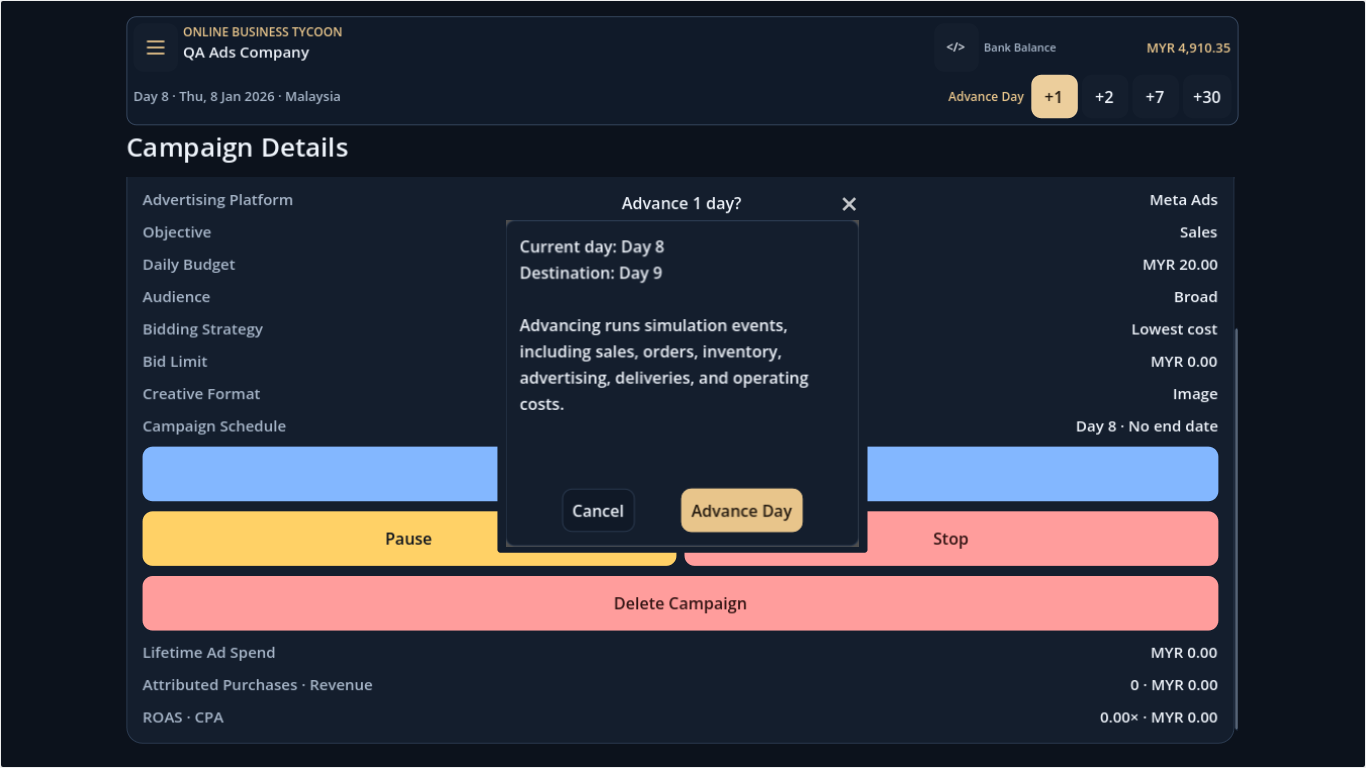 ONLINE BUSINESS TYCOON
QA Ads Company
</> Bank Balance MYR 4,910.35
Day 8 · Thu, 8 Jan 2026 · Malaysia
Advance Day +1 +2 +7 +30
Campaign Details
Advertising Platform Meta Ads
Objective Sales
Daily Budget MYR 20.00
Audience Broad
Bidding Strategy Lowest cost
Bid Limit MYR 0.00
Creative Format Image
Campaign Schedule Day 8 · No end date
Advance 1 day?
Current day: Day 8
Destination: Day 9
Advancing runs simulation events,
including sales, orders, inventory,
advertising, deliveries, and operating
costs.
Cancel Advance Day
Pause Stop
Delete Campaign
Lifetime Ad Spend MYR 0.00
Attributed Purchases · Revenue 0 · MYR 0.00
ROAS · CPA 0.00× · MYR 0.00